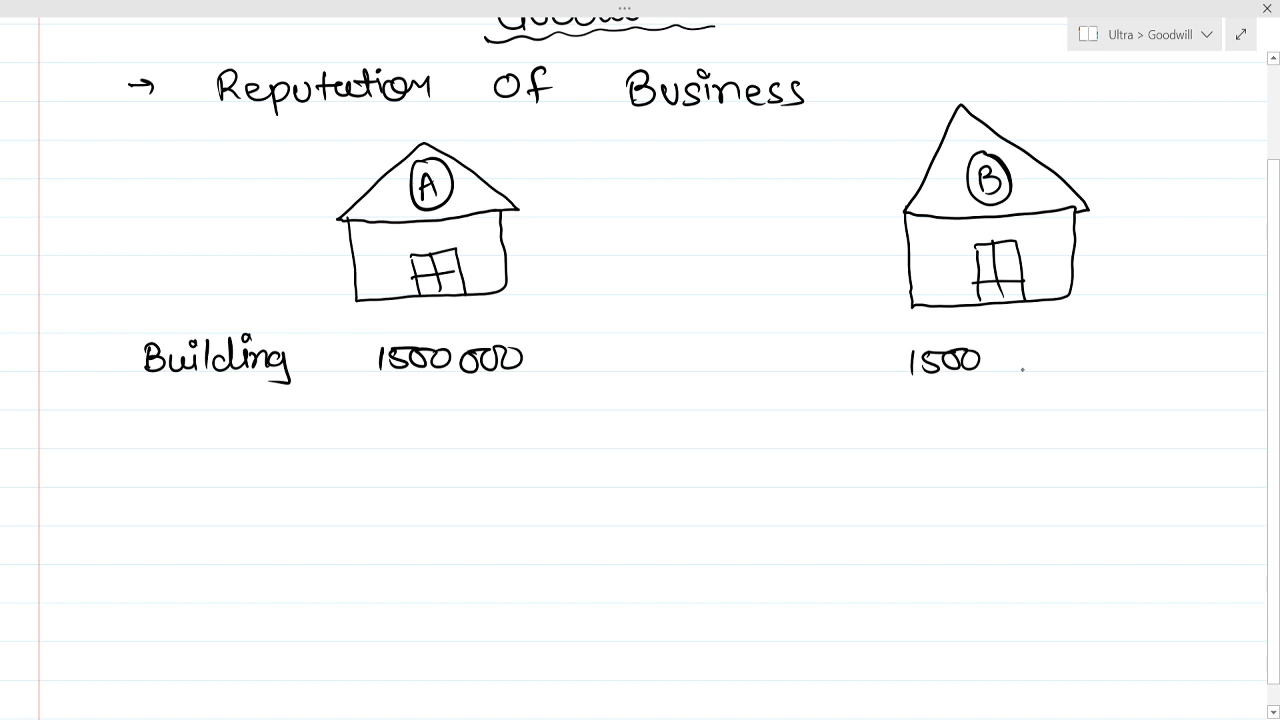 Ultra > Goodwill
→ Reputation Of Business
A B
Building 1500 000 1500